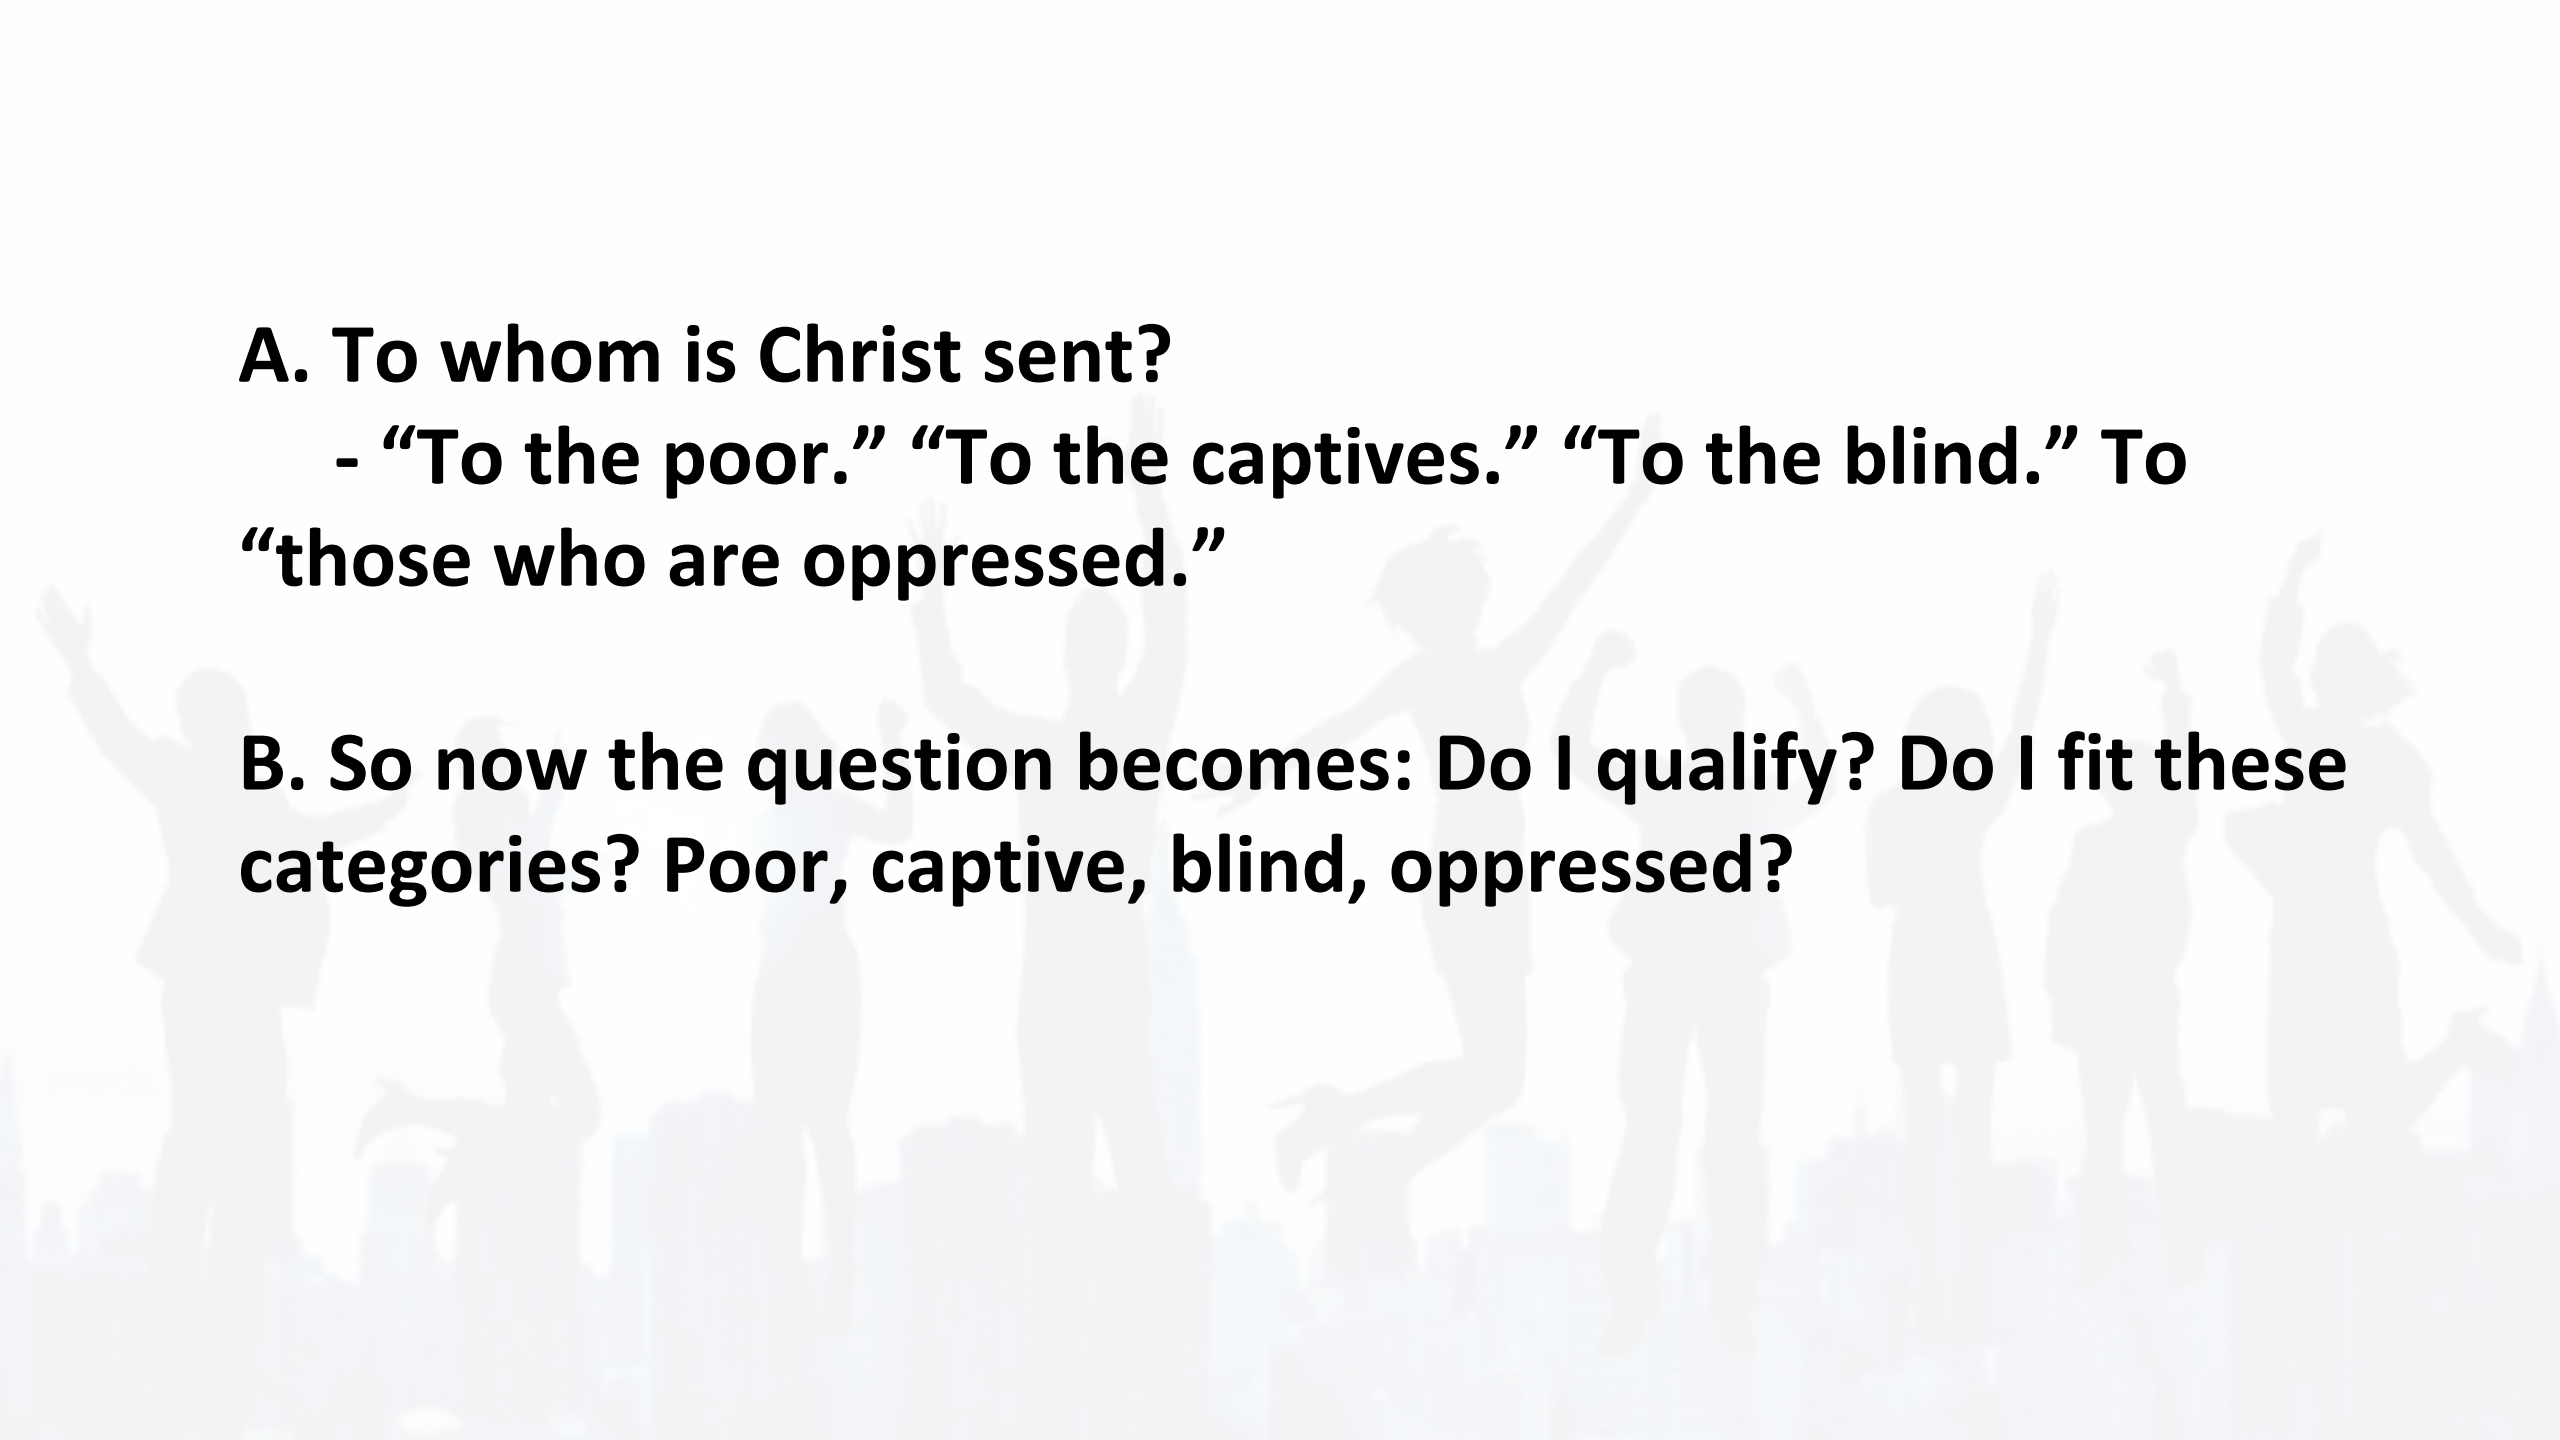 A. To whom is Christ sent?
- “To the poor.” “To the captives.” “To the blind.” To
“those who are oppressed.”
B. So now the question becomes: Do I qualify? Do I fit these
categories? Poor, captive, blind, oppressed?